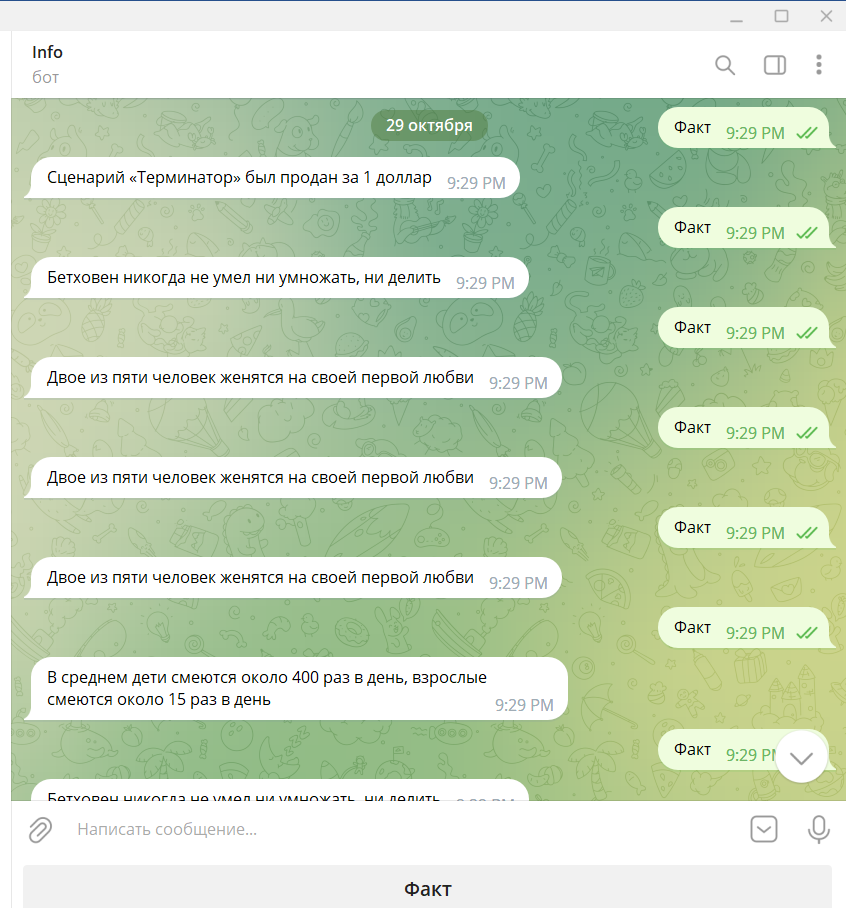 Info
бот
29 октября
Факт 9:29 PM
Сценарий «Терминатор» был продан за 1 доллар 9:29 PM
Факт 9:29 PM
Бетховен никогда не умел ни умножать, ни делить 9:29 PM
Факт 9:29 PM
Двое из пяти человек женятся на своей первой любви 9:29 PM
Факт 9:29 PM
Двое из пяти человек женятся на своей первой любви 9:29 PM
Факт 9:29 PM
Двое из пяти человек женятся на своей первой любви 9:29 PM
Факт 9:29 PM
В среднем дети смеются около 400 раз в день, взрослые
смеются около 15 раз в день 9:29 PM
Факт 9:29 PM
Бетховен никогда не умел ни умножать, ни делить
Написать сообщение...
Факт